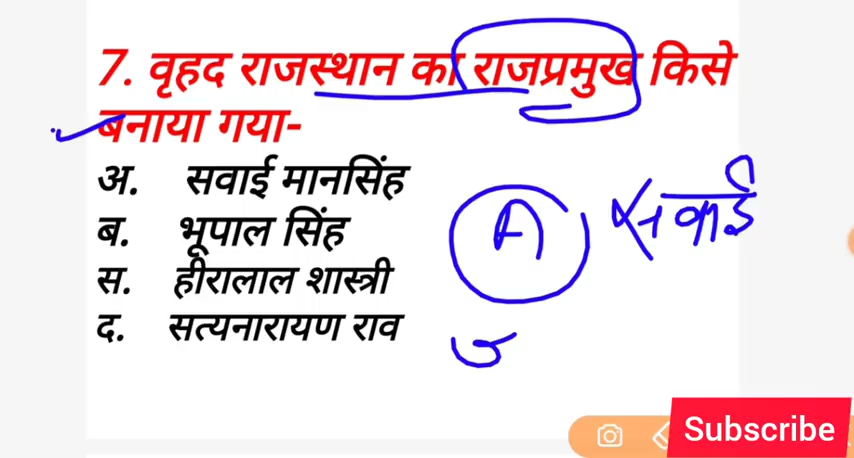 7. वृहद राजस्थान का राजप्रमुख किसे
बनाया गया-
अ. सवाई मानसिंह
ब. भूपाल सिंह
स. हीरालाल शास्त्री
द. सत्यनारायण राव
A
सवाई
Subscribe